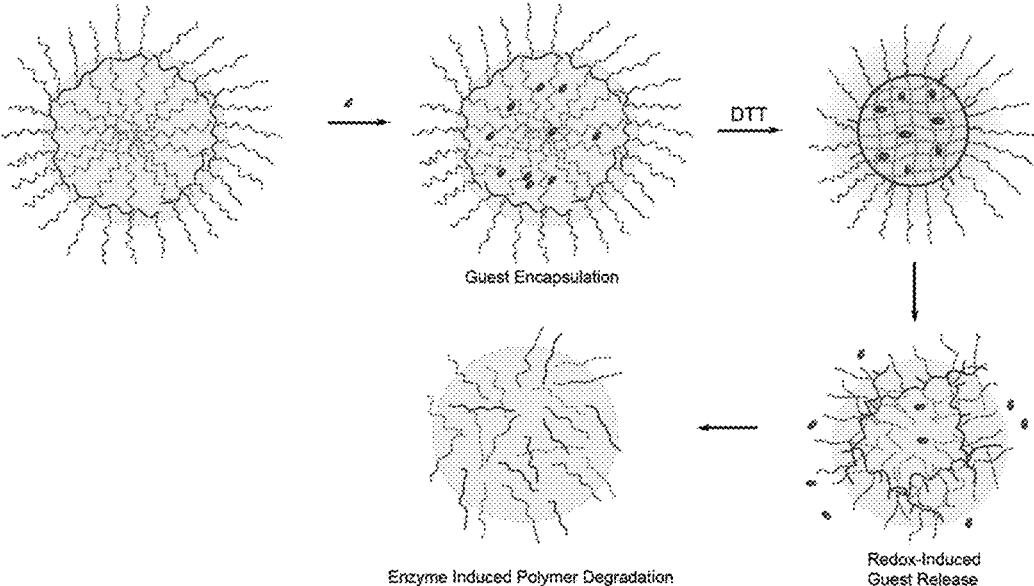 DTT
Guest Encapsulation
Redox-Induced
Guest Release
Enzyme Induced Polymer Degradation